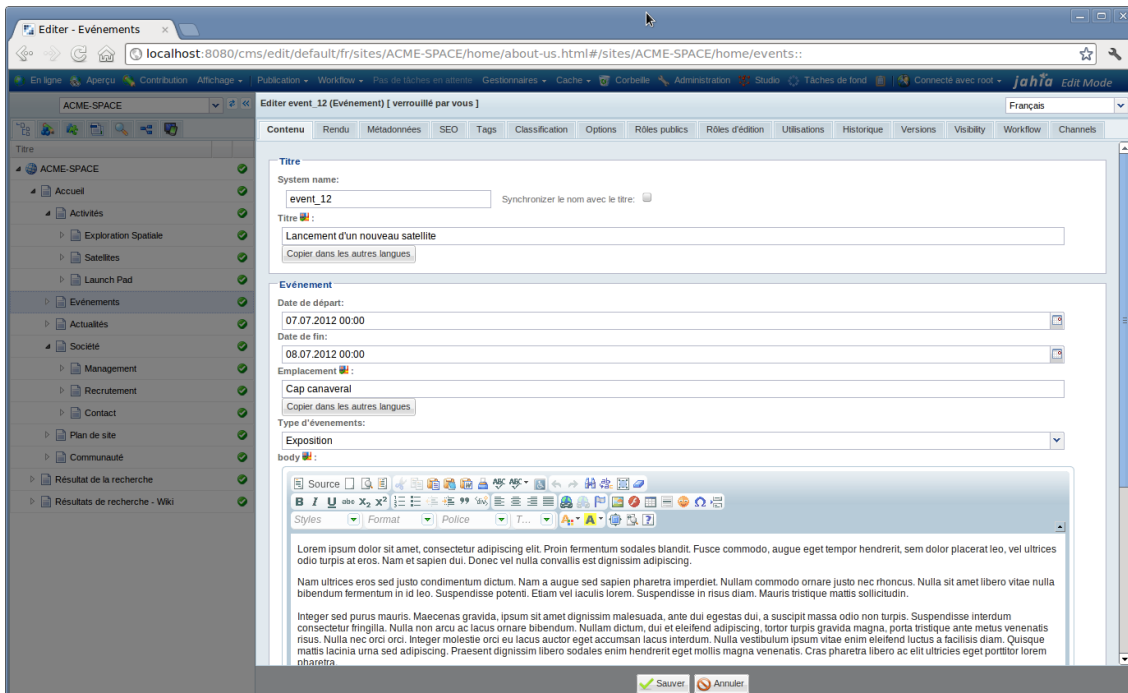 Editer - Evénements
localhost:8080/cms/edit/default/fr/sites/ACME-SPACE/home/about-us.html#/sites/ACME-SPACE/home/events::
En ligne Aperçu Contribution Affichage Publication - Workflow - Pas de tâches en attente Gestionnaires Cache Corbeille Administration Studio Tâches de fond Connecté avec root jahia Edit Mode
ACME-SPACE
Editer event_12 (Evénement) [ verrouillé par vous ]
Français
Contenu Rendu Métadonnées SEO Tags Classification Options Rôles publics Rôles d'édition Utilisations Historique Versions Visibility Workflow Channels
Titre
ACME-SPACE
Accueil
Activités
Exploration Spatiale
Satellites
Launch Pad
Evénements
Actualités
Société
Management
Recrutement
Contact
Plan de site
Communauté
Résultat de la recherche
Résultats de recherche - Wiki
Titre
System name:
event_12
Synchronizer le nom avec le titre:
Titre :
Lancement d'un nouveau satellite
Copier dans les autres langues
Evénement
Date de départ:
07.07.2012 00:00
Date de fin:
08.07.2012 00:00
Emplacement :
Cap canaveral
Copier dans les autres langues
Type d'évenements:
Exposition
body :
Source
Styles Format Police T...
Lorem ipsum dolor sit amet, consectetur adipiscing elit. Proin fermentum sodales blandit. Fusce commodo, augue eget tempor hendrerit, sem dolor placerat leo, vel ultrices
odio turpis at eros. Nam et sapien dui. Donec vel nulla convallis est dignissim adipiscing.
Nam ultrices eros sed justo condimentum dictum. Nam a augue sed sapien pharetra imperdiet. Nullam commodo ornare justo nec rhoncus. Nulla sit amet libero vitae nulla
bibendum fermentum in id leo. Suspendisse potenti. Etiam vel iaculis lorem. Suspendisse in risus diam. Mauris tristique mattis sollicitudin.
Integer sed purus mauris. Maecenas gravida, ipsum sit amet dignissim malesuada, ante dui egestas dui, a suscipit massa odio non turpis. Suspendisse interdum
consectetur fringilla. Nulla non arcu ac lacus ornare bibendum. Nullam dictum, dui et eleifend adipiscing, tortor turpis gravida magna, porta tristique ante metus venenatis
risus. Nulla nec orci orci. Integer molestie orci eu lacus auctor eget accumsan lacus interdum. Nulla vestibulum ipsum vitae enim eleifend luctus a facilisis diam. Quisque
mattis lacinia urna sed adipiscing. Praesent dignissim libero sodales enim hendrerit eget mollis magna venenatis. Cras pharetra libero ac elit ultricies eget porttitor lorem
pharetra.
Sauver Annuler